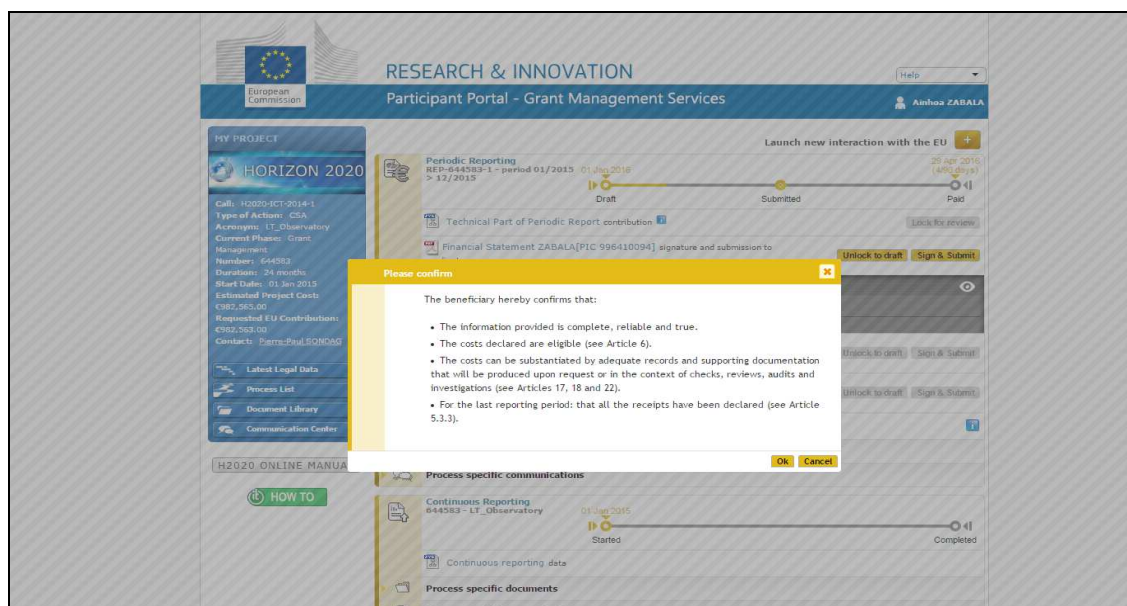 European
Commission
RESEARCH & INNOVATION
Participant Portal - Grant Management Services
Help
Ainhoa ZABALA
MY PROJECT
HORIZON 2020
Call: H2020-ICT-2014-1
Type of Action: CSA
Acronym: LT_Observatory
Current Phase: Grant
Management
Number: 644583
Duration: 24 months
Start Date: 01 Jan 2015
Estimated Project Cost:
€982,565.00
Requested EU Contribution:
€982,563.00
Contact: Pierre-Paul SONDAG
Latest Legal Data
Process List
Document Library
Communication Center
H2020 ONLINE MANUA
HOW TO
Launch new interaction with the EU +
Periodic Reporting
REP-644583-1 - period 01/2015
> 12/2015
01 Jan 2016
29 Apr 2016
Draft
Submitted
Paid
Technical Part of Periodic Report contribution
Lock for review
Financial Statement ZABALA[PIC 996410094] signature and submission to
Unlock to draft Sign & Submit
Please confirm
The beneficiary hereby confirms that:
• The information provided is complete, reliable and true.
• The costs declared are eligible (see Article 6).
• The costs can be substantiated by adequate records and supporting documentation
that will be produced upon request or in the context of checks, reviews, audits and
investigations (see Articles 17, 18 and 22).
• For the last reporting period: that all the receipts have been declared (see Article
5.3.3).
Ok Cancel
Unlock to draft Sign & Submit
Unlock to draft Sign & Submit
Process specific communications
Continuous Reporting
644583 - LT_Observatory
01 Jan 2015
Started
Completed
Continuous reporting data
Process specific documents